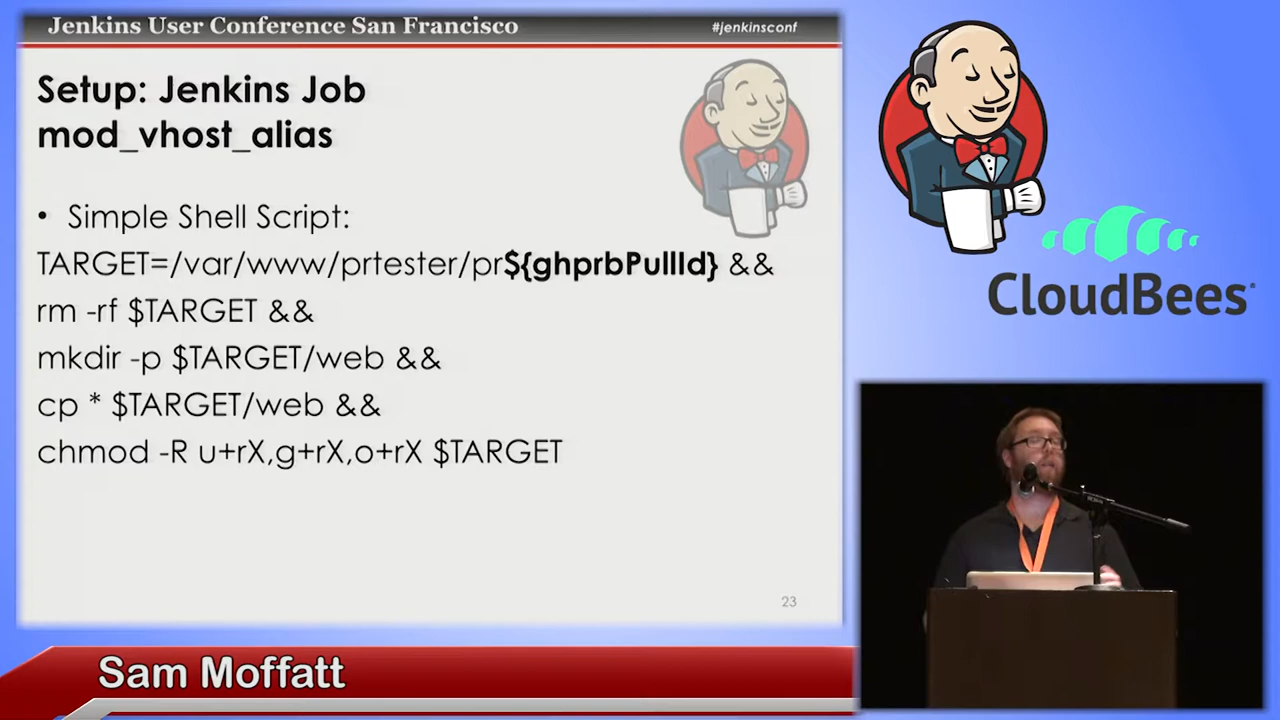 Jenkins User Conference San Francisco
#jenkinsconf
Setup: Jenkins Job
mod_vhost_alias
• Simple Shell Script:
TARGET=/var/www/prtester/pr${ghprbPullId} &&
rm -rf $TARGET &&
mkdir -p $TARGET/web &&
cp * $TARGET/web &&
chmod -R u+rX,g+rX,o+rX $TARGET
23
CloudBees
Sam Moffatt